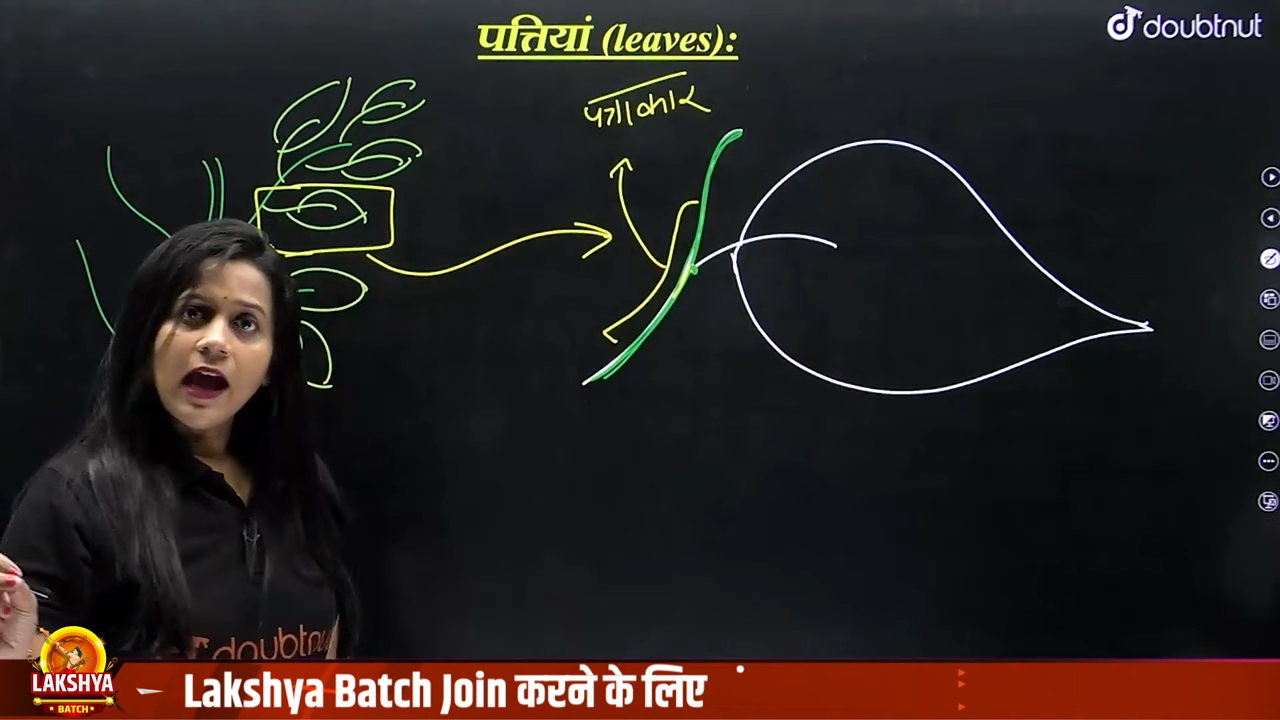 पत्तियां (leaves):
doubtnut
पत्राकार
doubtnut
LAKSHYA
BATCH
Lakshya Batch Join करने के लिए